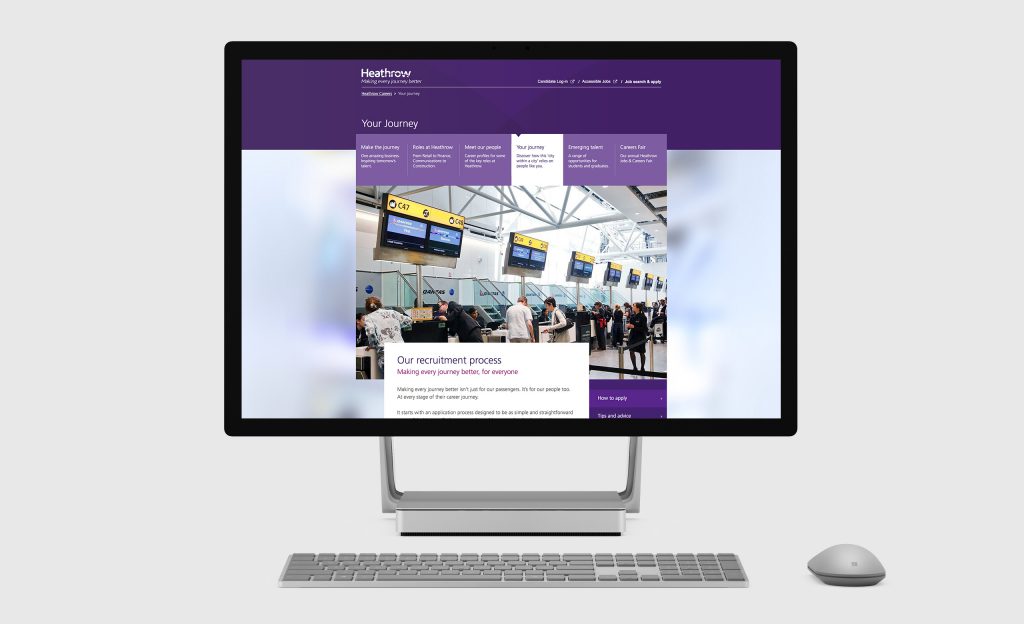 Heathrow
Making every journey better
Candidate Log-in / Accessible Jobs / Job search & apply
Heathrow Careers > Your journey
Your Journey
Make the journey
One amazing business
inspiring tomorrow's
talent.
Roles at Heathrow
From Retail to Finance,
Communications to
Construction.
Meet our people
Career profiles for some
of the key roles at
Heathrow.
Your journey
Discover how this 'city
within a city' relies on
people like you.
Emerging talent
A range of
opportunities for
students and graduates.
Careers Fair
Our annual Heathrow
Jobs & Careers Fair.
C47
QANTAS
Our recruitment process
Making every journey better, for everyone
Making every journey better isn't just for our passengers. It's for our people too.
At every stage of their career journey.
It starts with an application process designed to be as simple and straightforward
How to apply ›
Tips and advice ›